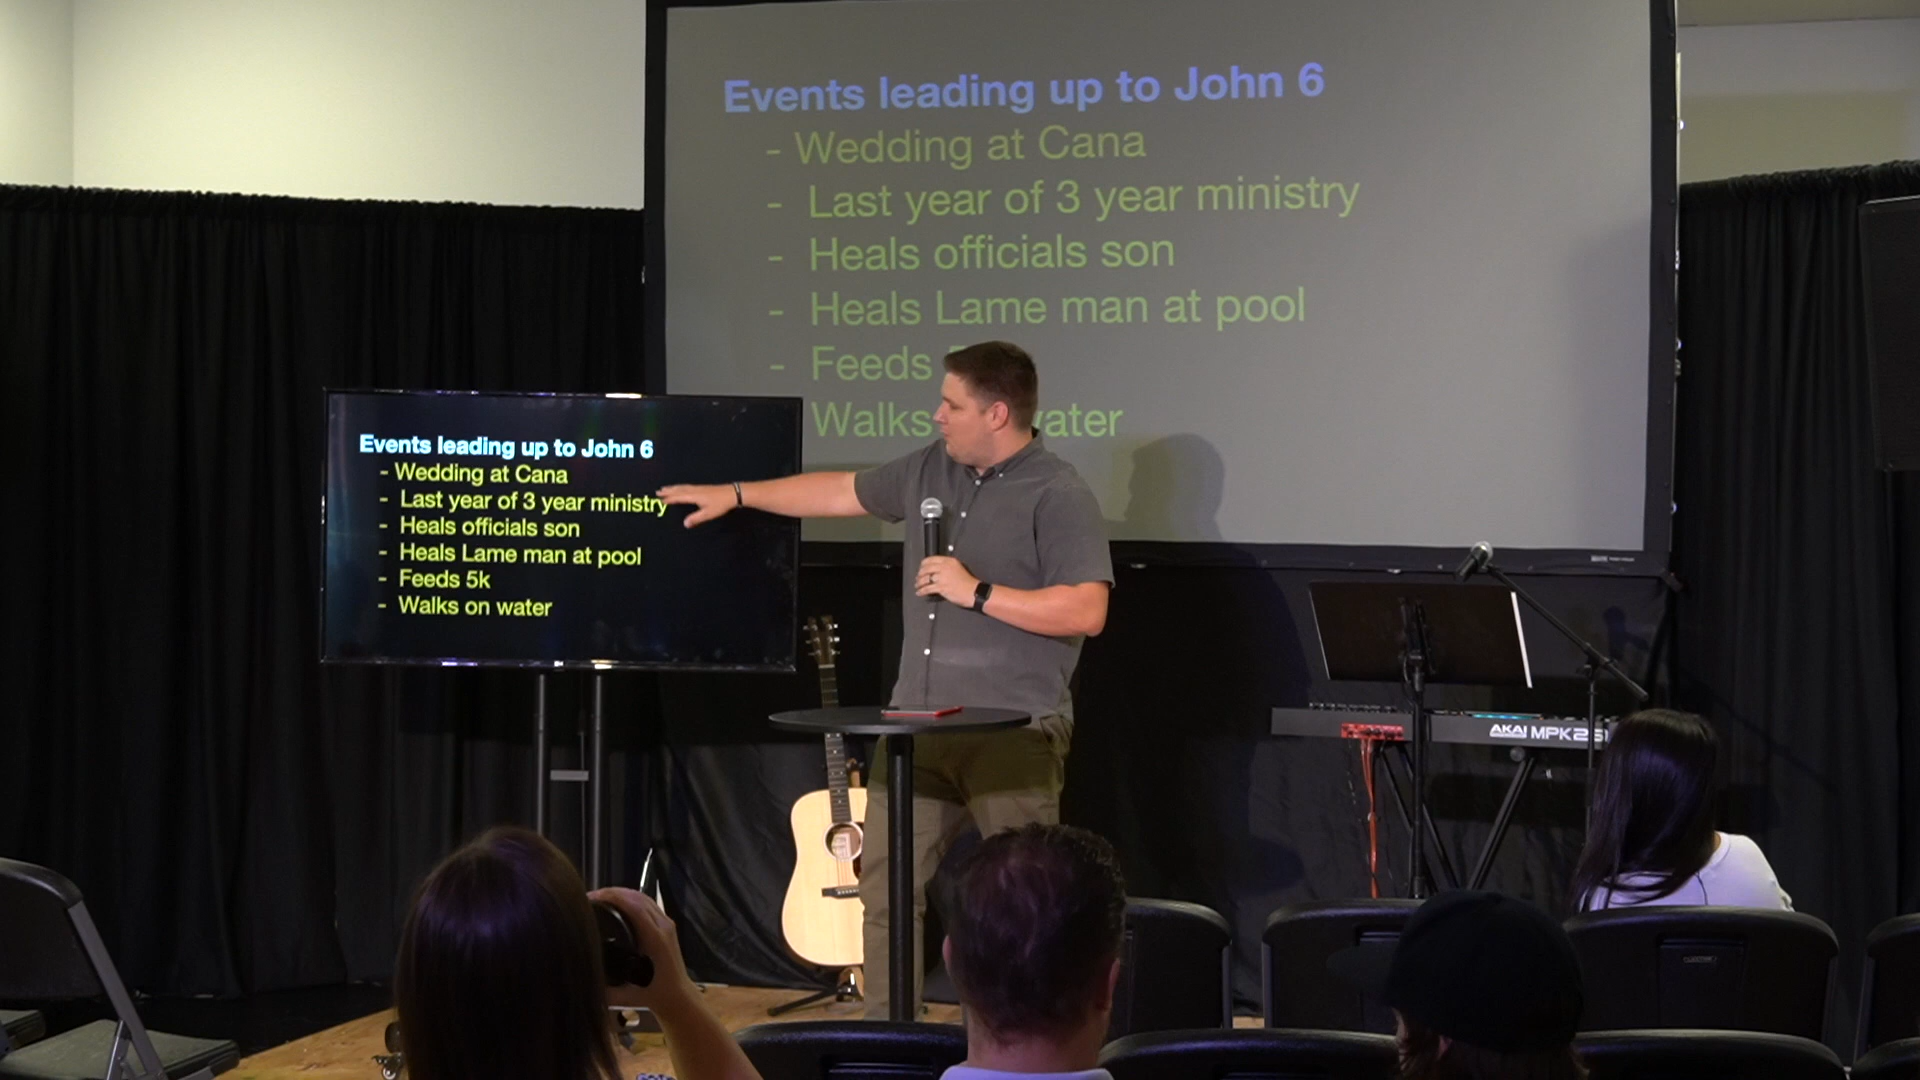 Events leading up to John 6
- Wedding at Cana
- Last year of 3 year ministry
- Heals officials son
- Heals Lame man at pool
- Feeds
Walks water
Events leading up to John 6
- Wedding at Cana
- Last year of 3 year ministry
- Heals officials son
- Heals Lame man at pool
- Feeds 5k
- Walks on water
AKAI MPK251